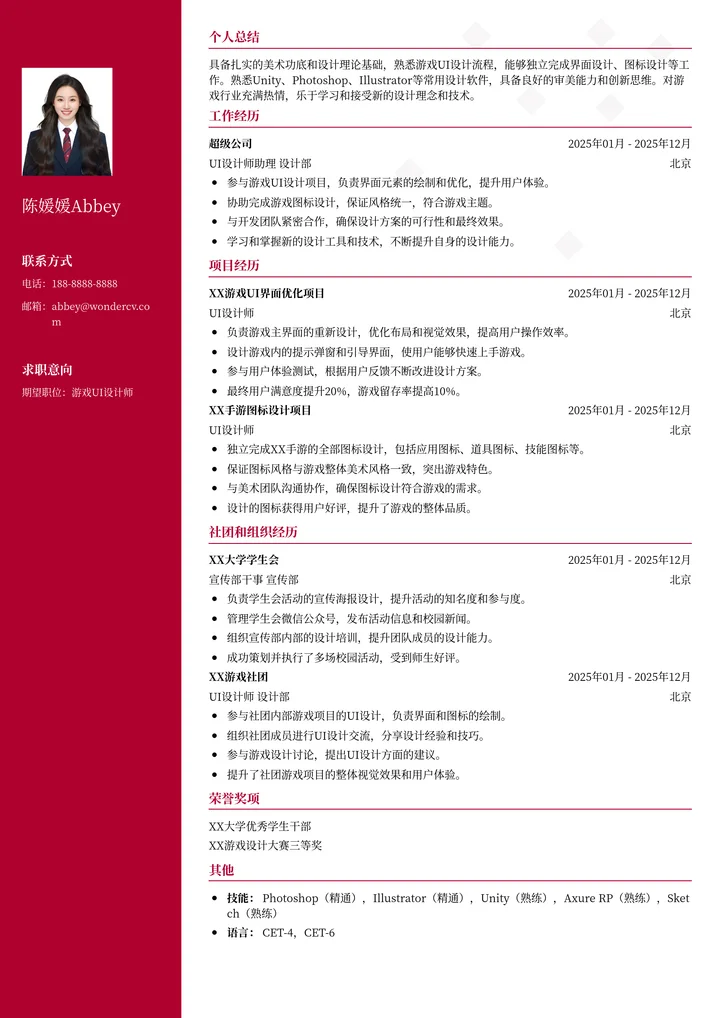 陈媛媛Abbey
联系方式
电话：188-8888-8888
邮箱：abbey@wondercv.co
m
求职意向
期望职位：游戏UI设计师
个人总结
具备扎实的美术功底和设计理论基础，熟悉游戏UI设计流程，能够独立完成界面设计、图标设计等工
作。熟悉Unity、Photoshop、Illustrator等常用设计软件，具备良好的审美能力和创新思维。对游
戏行业充满热情，乐于学习和接受新的设计理念和技术。
工作经历
超级公司 2025年01月 - 2025年12月
UI设计师助理 设计部 北京
• 参与游戏UI设计项目，负责界面元素的绘制和优化，提升用户体验。
• 协助完成游戏图标设计，保证风格统一，符合游戏主题。
• 与开发团队紧密合作，确保设计方案的可行性和最终效果。
• 学习和掌握新的设计工具和技术，不断提升自身的设计能力。
项目经历
XX游戏UI界面优化项目 2025年01月 - 2025年12月
UI设计师 北京
• 负责游戏主界面的重新设计，优化布局和视觉效果，提高用户操作效率。
• 设计游戏内的提示弹窗和引导界面，使用户能够快速上手游戏。
• 参与用户体验测试，根据用户反馈不断改进设计方案。
• 最终用户满意度提升20%，游戏留存率提高10%。
XX手游图标设计项目 2025年01月 - 2025年12月
UI设计师 北京
• 独立完成XX手游的全部图标设计，包括应用图标、道具图标、技能图标等。
• 保证图标风格与游戏整体美术风格一致，突出游戏特色。
• 与美术团队沟通协作，确保图标设计符合游戏的需求。
• 设计的图标获得用户好评，提升了游戏的整体品质。
社团和组织经历
XX大学学生会 2025年01月 - 2025年12月
宣传部干事 宣传部 北京
• 负责学生会活动的宣传海报设计，提升活动的知名度和参与度。
• 管理学生会微信公众号，发布活动信息和校园新闻。
• 组织宣传部内部的设计培训，提升团队成员的设计能力。
• 成功策划并执行了多场校园活动，受到师生好评。
XX游戏社团 2025年01月 - 2025年12月
UI设计师 设计部 北京
• 参与社团内部游戏项目的UI设计，负责界面和图标的绘制。
• 组织社团成员进行UI设计交流，分享设计经验和技巧。
• 参与游戏设计讨论，提出UI设计方面的建议。
• 提升了社团游戏项目的整体视觉效果和用户体验。
荣誉奖项
XX大学优秀学生干部
XX游戏设计大赛三等奖
其他
• 技能： Photoshop（精通）, Illustrator（精通）, Unity（熟练）, Axure RP（熟练）, Sket
ch（熟练）
• 语言： CET-4，CET-6